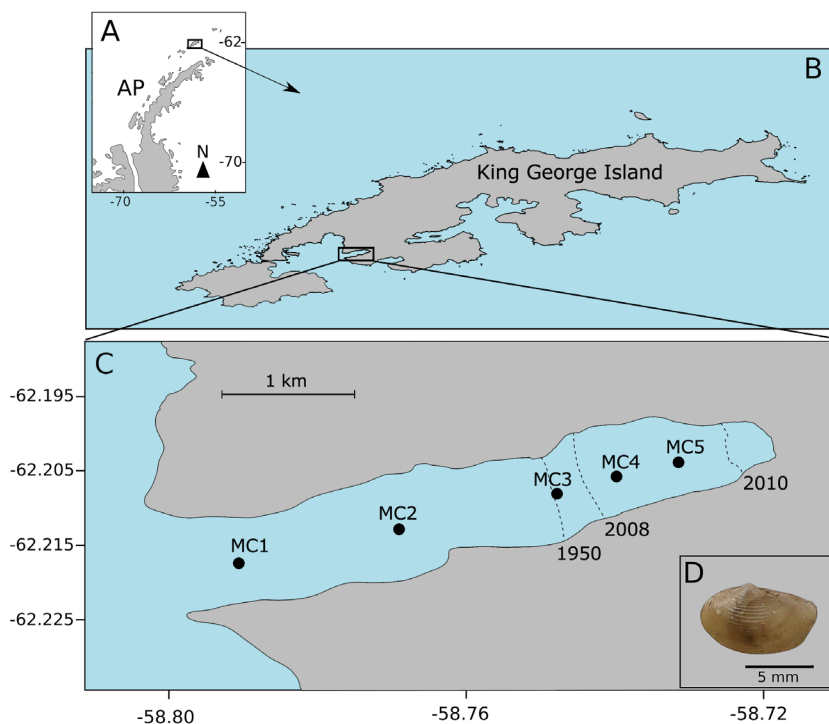 A
-62
AP
N
-70
-70
-55
B
King George Island
C
1 km
-62.195
-62.205
-62.215
-62.225
MC1
MC2
MC3
MC4
MC5
1950
2008
2010
D
5 mm
-58.80
-58.76
-58.72